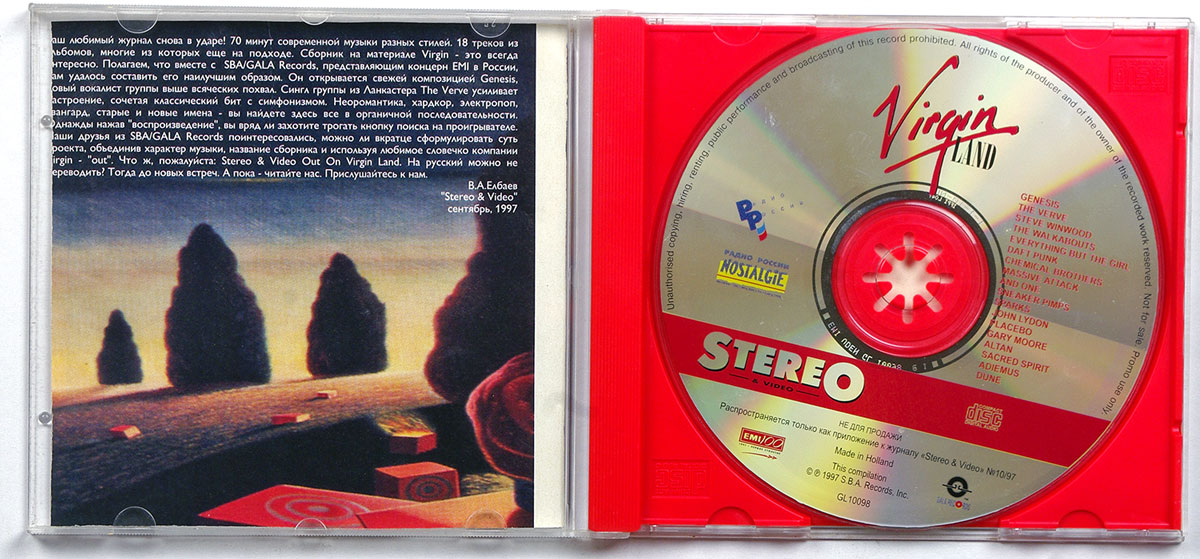 аш любимый журнал снова в ударе! 70 минут современной музыки разных стилей. 18 треков из
льбомов, многие из которых еще на подходе. Сборник на материале Virgin - это всегда
нтересно. Полагаем, что вместе с SBA/GALA Records, представляющим концерн EMI в России,
ам удалось составить его наилучшим образом. Он открывается свежей композицией Genesis,
овый вокалист группы выше всяческих похвал. Сингл группы из Ланкастера The Verve усиливает
астроение, сочетая классический бит с симфонизмом. Неоромантика, хардкор, электропоп,
вангард, старые и новые имена - вы найдете здесь все в органичной последовательности.
днажды нажав "воспроизведение", вы вряд ли захотите трогать кнопку поиска на проигрывателе.
аши друзья из SBA/GALA Records поинтересовались, можно ли вкратце сформулировать суть
роекта, объединив характер музыки, название сборника и используя любимое словечко компании
irgin - "out". Что ж, пожалуйста: Stereo & Video Out On Virgin Land. На русский можно не
ереводить? Тогда до новых встреч. А пока - читайте нас. Прислушайтесь к нам.
В.А.Елбаев
"Stereo & Video"
сентябрь, 1997
Unauthorised copying, hiring, renting, public performance and broadcasting of this record prohibited. All rights of the producer and of the owner of the recorded work reserved. Not for sale. Promo use only.
Virgin
LAND
РАДИО
РОССИИ
РАДИО РОССИИ
NOSTALGIE
GENESIS
THE VERVE
STEVE WINWOOD
THE WALKABOUTS
EVERYTHING BUT THE GIRL
DAFT PUNK
CHEMICAL BROTHERS
MASSIVE ATTACK
AND ONE
SNEAKER PIMPS
SPARKS
JOHN LYDON
PLACEBO
GARY MOORE
ALTAN
SACRED SPIRIT
ADIEMUS
DUNE
STEREO
& VIDEO
COMPACT
disc
DIGITAL AUDIO
НЕ ДЛЯ ПРОДАЖИ
Распространяется только как приложение к журналу «Stereo & Video» №10/97
EMI 100
Made in Holland
This compilation
© ℗ 1997 S.B.A. Records, Inc.
GL10098
GALA RECORDS